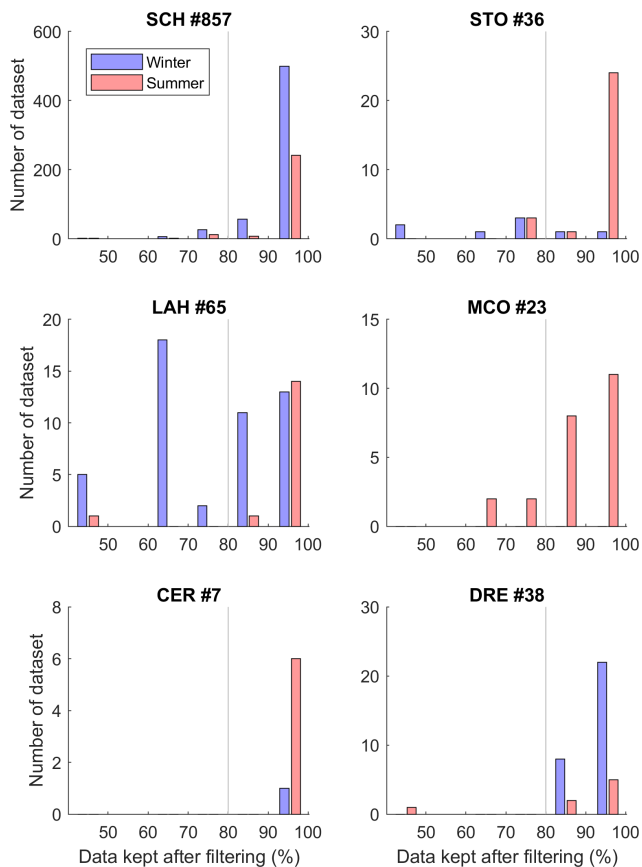 SCH #857
STO #36
600
400
200
0
Number of dataset
Winter
Summer
50 60 70 80 90 100
30
20
10
0
50 60 70 80 90 100
LAH #65
MCO #23
20
15
10
5
0
Number of dataset
50 60 70 80 90 100
15
10
5
0
50 60 70 80 90 100
CER #7
DRE #38
8
6
4
2
0
Number of dataset
50 60 70 80 90 100
Data kept after filtering (%)
30
20
10
0
50 60 70 80 90 100
Data kept after filtering (%)